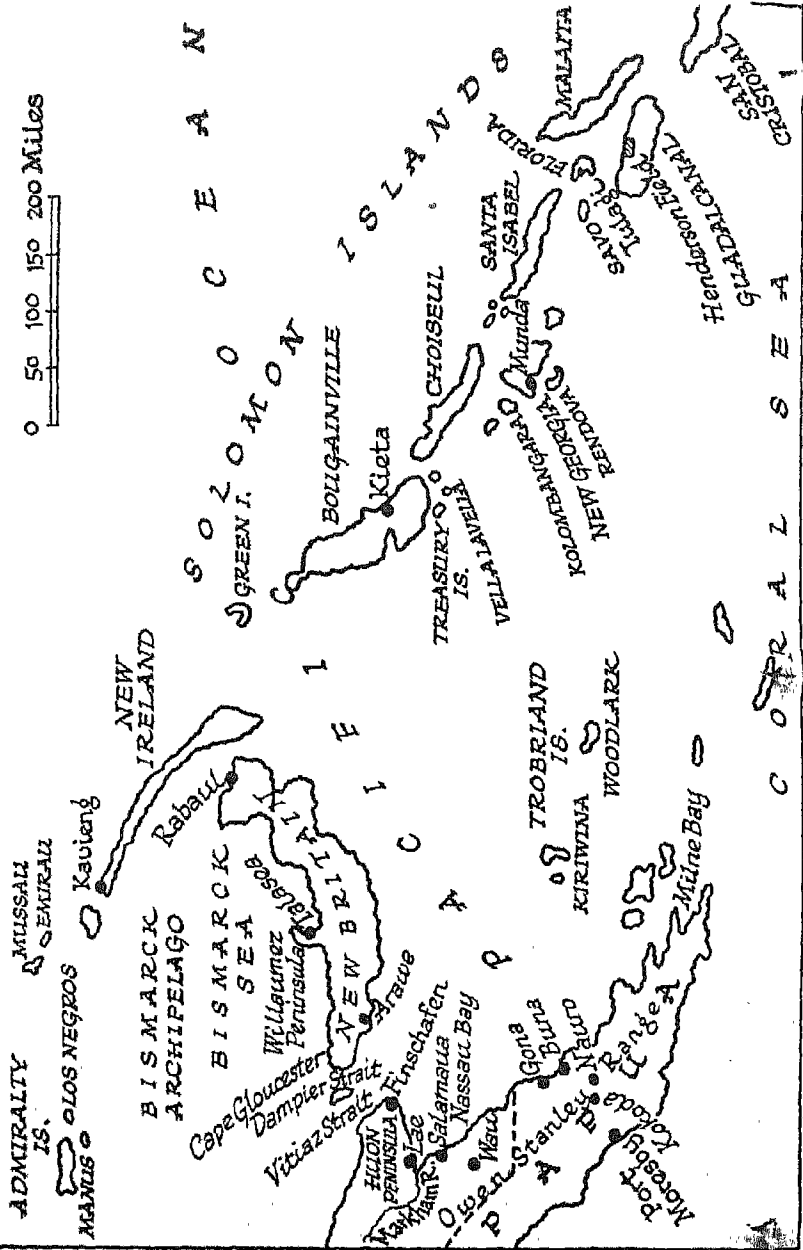 0 50 100 150 200 Miles
ADMIRALTY
IS.
MANUS
LOS NEGROS
MUSSAU
EMIRAU
Kavieng
NEW
IRELAND
BISMARCK
ARCHIPELAGO
BISMARCK
SEA
Rabaul
Willaumez
Peninsula
Talasea
NEW BRITAIN
Arawe
Cape Gloucester
Dampier Strait
Vitiaz Strait
Finschafen
HUON
PENINSULA
Lae
Markham R.
Salamaua
Nassau Bay
Wau
Gona
Buna
Owen Stanley Range
PAPUA
Kokoda
Port
Moresby
Milne Bay
TROBRIAND
IS.
KIRIWINA
WOODLARK
PACIFIC OCEAN
SOLOMON ISLANDS
GREEN I.
BOUGAINVILLE
Kieta
TREASURY
IS.
VELLA LAVELLA
CHOISEUL
KOLOMBANGARA
NEW GEORGIA
RENDOVA
Munda
SANTA
ISABEL
FLORIDA
MALAITA
SAVO
Tulagi
Henderson Field
GUADALCANAL
SAN
CRISTOBAL
CORAL SEA